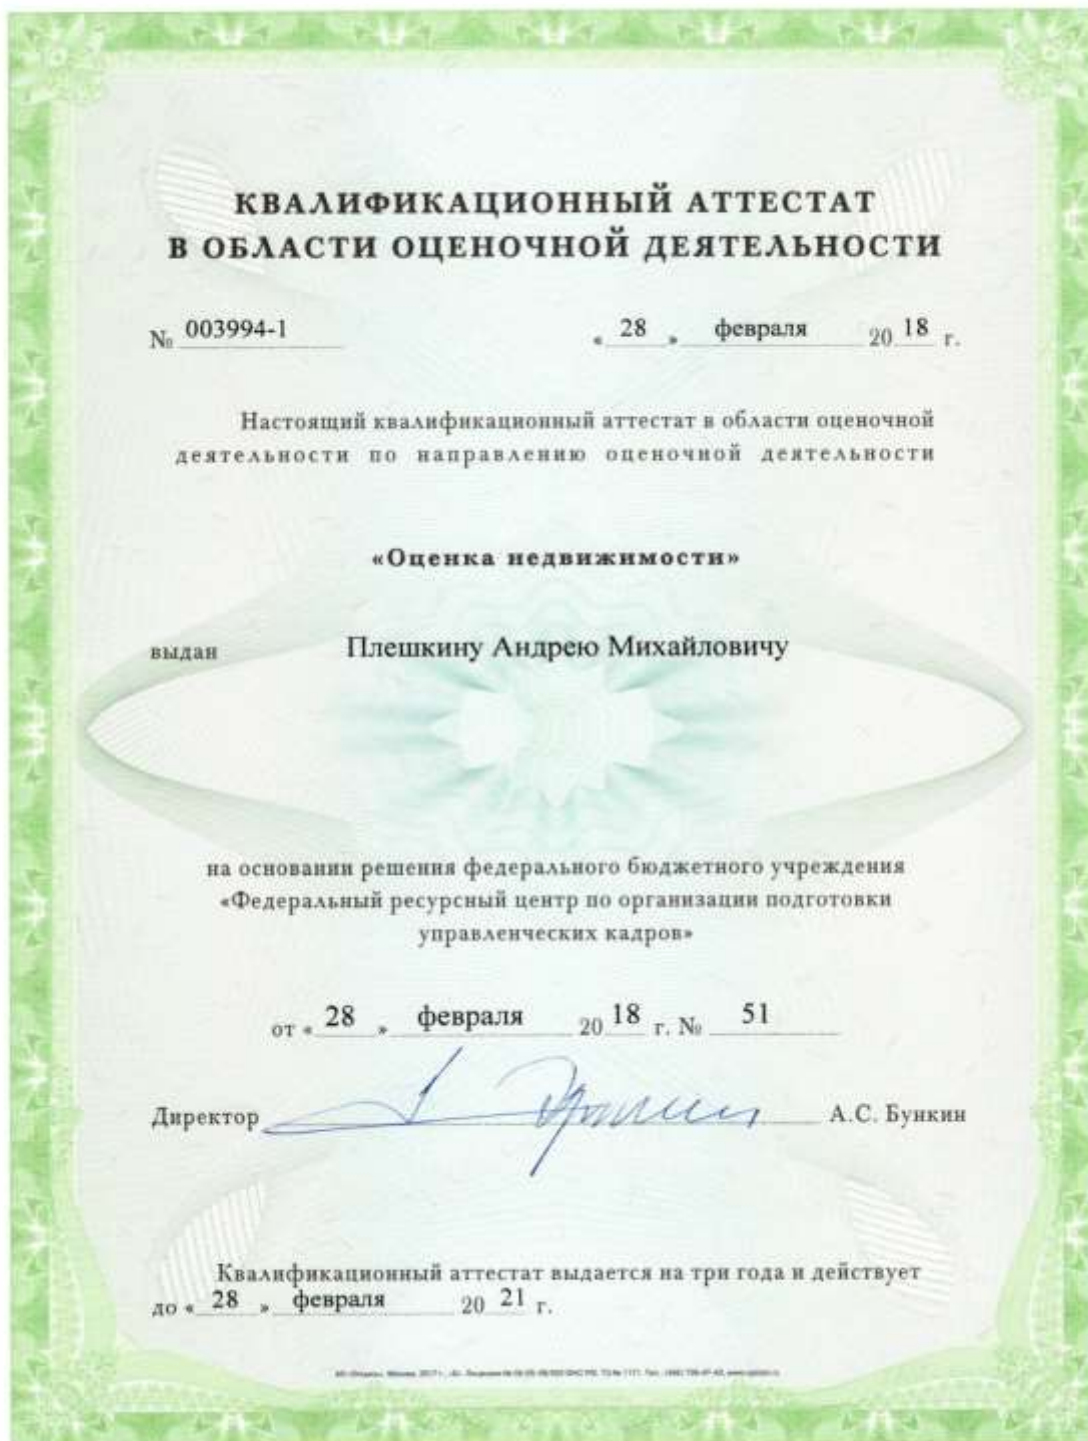 КВАЛИФИКАЦИОННЫЙ АТТЕСТАТ
В ОБЛАСТИ ОЦЕНОЧНОЙ ДЕЯТЕЛЬНОСТИ
№ 003994-1 « 28 » февраля 20 18 г.
Настоящий квалификационный аттестат в области оценочной
деятельности по направлению оценочной деятельности
«Оценка недвижимости»
выдан Плешкину Андрею Михайловичу
на основании решения федерального бюджетного учреждения
«Федеральный ресурсный центр по организации подготовки
управленческих кадров»
от « 28 » февраля 20 18 г. № 51
Директор А.С. Бункин
Квалификационный аттестат выдается на три года и действует
до « 28 » февраля 20 21 г.